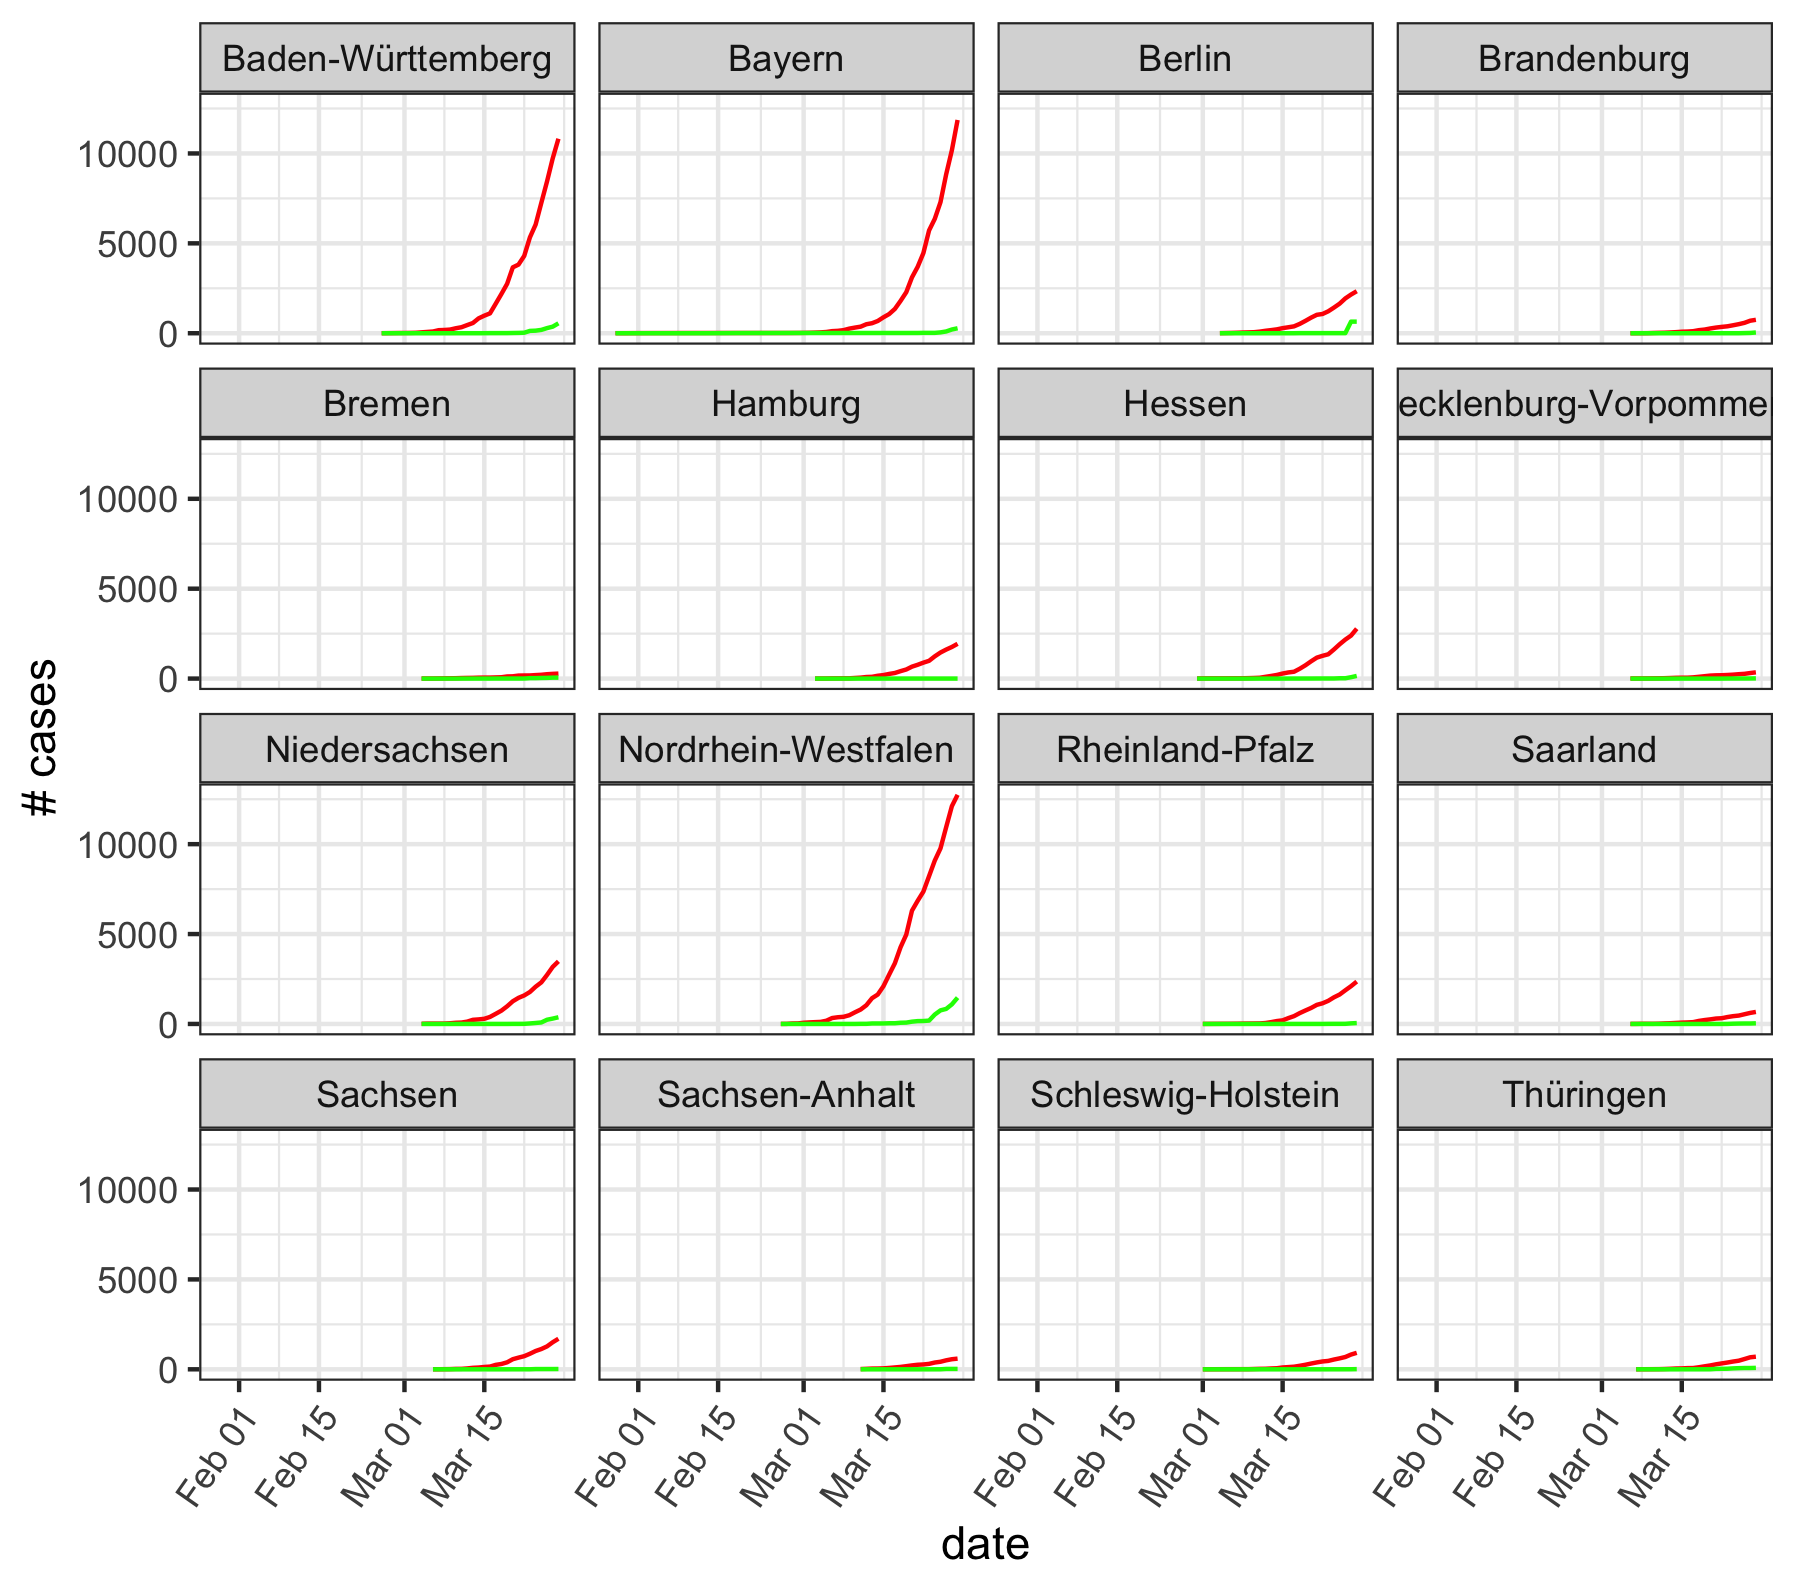 Baden-Württemberg
Bayern
Berlin
Brandenburg
10000
5000
0
Bremen
Hamburg
Hessen
ecklenburg-Vorpomme
10000
5000
0
# cases
Niedersachsen
Nordrhein-Westfalen
Rheinland-Pfalz
Saarland
10000
5000
0
Sachsen
Sachsen-Anhalt
Schleswig-Holstein
Thüringen
10000
5000
0
Feb 01
Feb 15
Mar 01
Mar 15
Feb 01
Feb 15
Mar 01
Mar 15
Feb 01
Feb 15
Mar 01
Mar 15
Feb 01
Feb 15
Mar 01
Mar 15
date